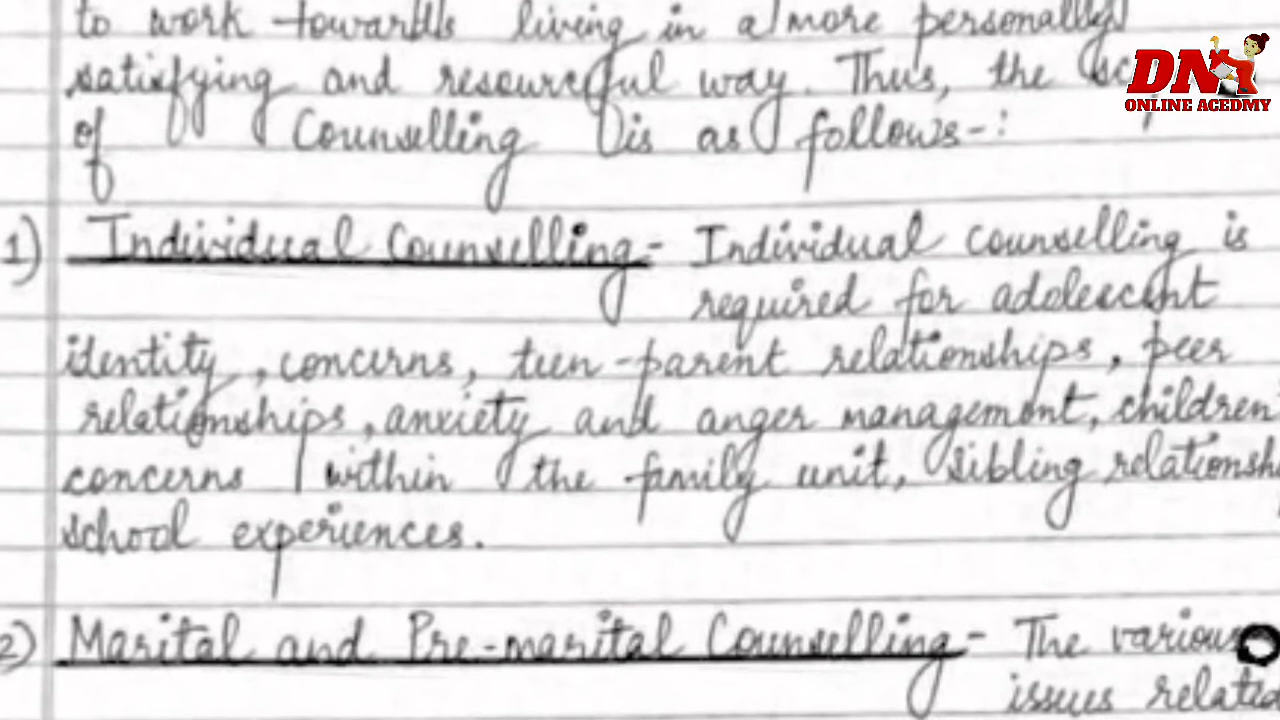 to work towards living in a more personally
satisfying and resourceful way. Thus, the
of Counselling is as follows-:
DNA
ONLINE ACEDMY
1) Individual Counselling- Individual counselling is
required for adolescent
identity, concerns, teen-parent relationships, peer
relationships, anxiety and anger management, children
concerns within the family unit, sibling
school experiences.
2) Marital and Pre-marital Counselling- The various
issues related